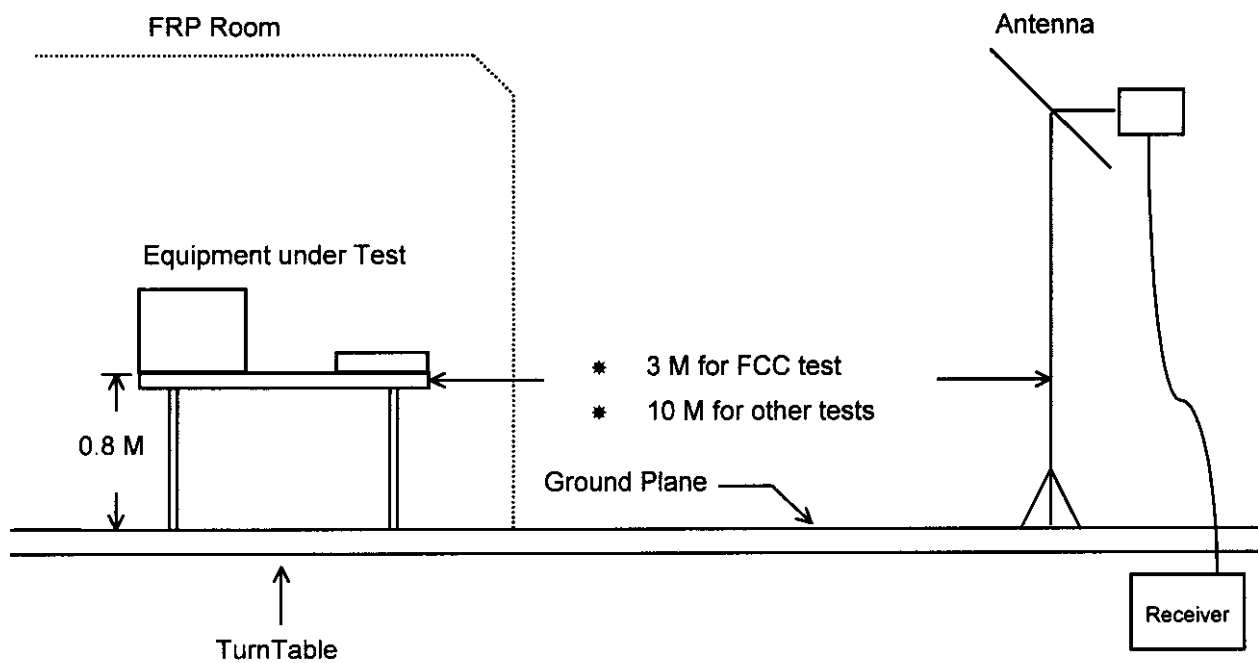 FRP Room
Antenna
Equipment under Test
✷ 3 M for FCC test
✷ 10 M for other tests
0.8 M
Ground Plane
Receiver
TurnTable